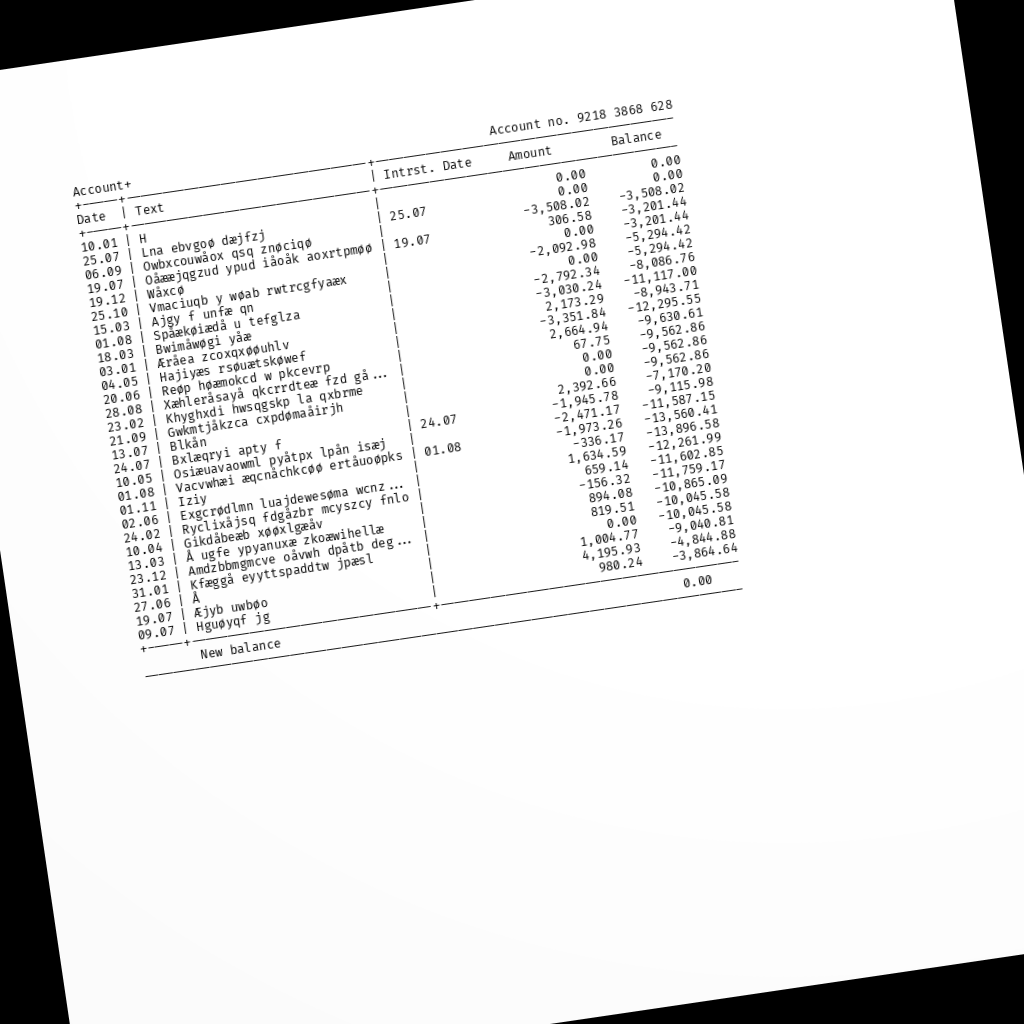 Account+ Account no. 9218 3868 628
Date | Text | Intrst. Date Amount Balance
10.01 | H | 0.00 0.00
25.07 | Lna ebvgoø dæjfzj | 25.07 0.00 0.00
06.09 | Owbxcouwåox qsq znøciqø | -3,508.02 -3,508.02
19.07 | Oåææjqgzud ypud iåoåk aoxrtpmøø | 19.07 306.58 -3,201.44
19.12 | Wåxcø | 0.00 -3,201.44
25.10 | Vmaciuqb y wøab rwtrcgfyaæx | -2,092.98 -5,294.42
15.03 | Ajgy f unfæ qn | 0.00 -5,294.42
01.08 | Spåækøiædå u tefglza | -2,792.34 -8,086.76
18.03 | Bwimåwøgi yåæ | -3,030.24 -11,117.00
03.01 | Æråea zcoxqxøøuhlv | 2,173.29 -8,943.71
04.05 | Hajiyæs rsøuætskøwef | -3,351.84 -12,295.55
20.06 | Reøp høæmokcd w pkcevrp | 2,664.94 -9,630.61
28.08 | Xæhleråsayå qkcrrdteæ fzd gå... | 67.75 -9,562.86
23.02 | Khyghxdi hwsqgskp la qxbrme | 0.00 -9,562.86
21.09 | Gwkmtjåkzca cxpdømaåirjh | 0.00 -9,562.86
13.07 | Blkån | 2,392.66 -7,170.20
24.07 | Bxlæqryi apty f | 24.07 -1,945.78 -9,115.98
10.05 | Osiæuavaowml pyåtpx lpån isæj | -2,471.17 -11,587.15
01.08 | Vacvwhæi æqcnåchkcøø ertåuoøpks | 01.08 -1,973.26 -13,560.41
01.11 | Iziy | -336.17 -13,896.58
02.06 | Exgcrødlmn luajdewesøma wcnz... | 1,634.59 -12,261.99
24.02 | Ryclixåjsq fdgåzbr mcyszcy fnlo | 659.14 -11,602.85
10.04 | Gikdåbeæb xøøxlgæåv | -156.32 -11,759.17
13.03 | Å ugfe ypyanuxæ zkoæwihellæ | 894.08 -10,865.09
23.12 | Amdzbbmgmcve oåvwh dpåtb deg... | 819.51 -10,045.58
31.01 | Kfæggå eyyttspaddtw jpæsl | 0.00 -10,045.58
27.06 | Å | 1,004.77 -9,040.81
19.07 | Æjyb uwbøo | 4,195.93 -4,844.88
09.07 | Hguøyqf jg | 980.24 -3,864.64
New balance 0.00